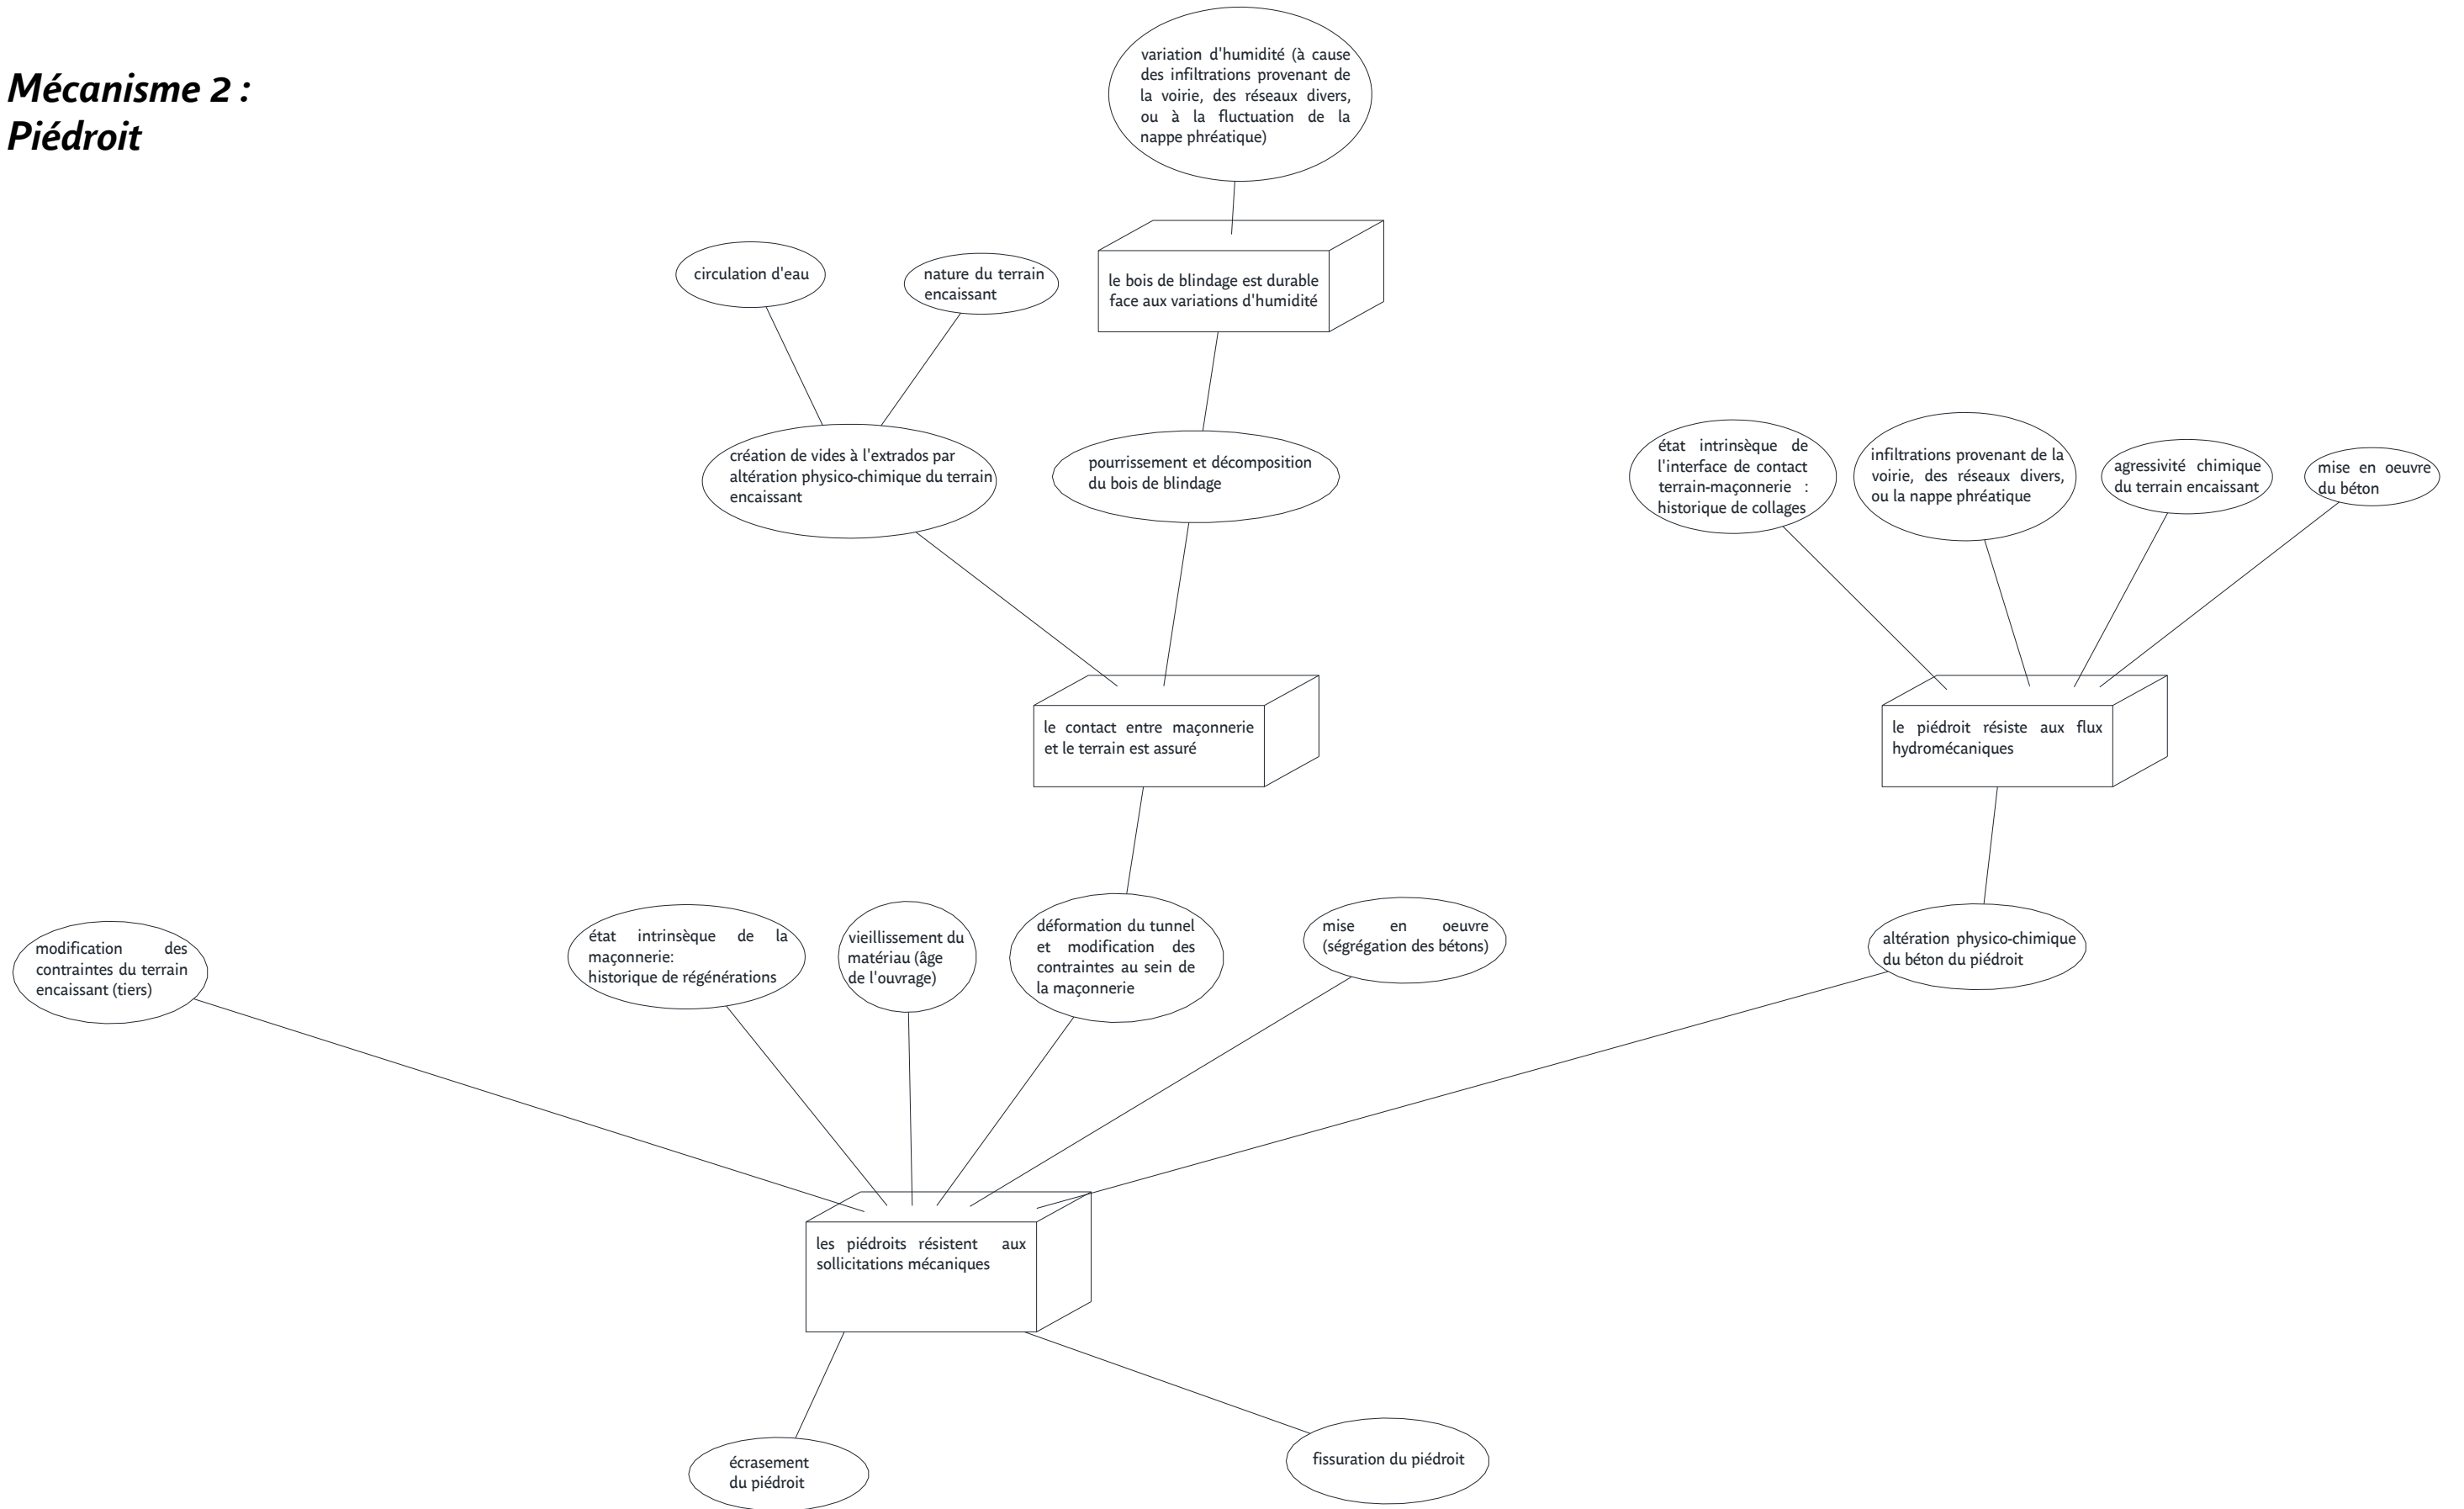 Mécanisme 2 :
Piédroit
variation d'humidité (à cause
des infiltrations provenant de
la voirie, des réseaux divers,
ou à la fluctuation de la
nappe phréatique)
circulation d'eau
nature du terrain
encaissant
le bois de blindage est durable
face aux variations d'humidité
création de vides à l'extrados par
altération physico-chimique du terrain
encaissant
pourrissement et décomposition
du bois de blindage
état intrinsèque de
l'interface de contact
terrain-maçonnerie :
historique de collages
infiltrations provenant de la
voirie, des réseaux divers,
ou la nappe phréatique
agressivité chimique
du terrain encaissant
mise en oeuvre
du béton
le contact entre maçonnerie
et le terrain est assuré
le piédroit résiste aux flux
hydromécaniques
modification des
contraintes du terrain
encaissant (tiers)
état intrinsèque de la
maçonnerie:
historique de régénérations
vieillissement du
matériau (âge
de l'ouvrage)
déformation du tunnel
et modification des
contraintes au sein de
la maçonnerie
mise en oeuvre
(ségrégation des bétons)
altération physico-chimique
du béton du piédroit
les piédroits résistent aux
sollicitations mécaniques
écrasement
du piédroit
fissuration du piédroit